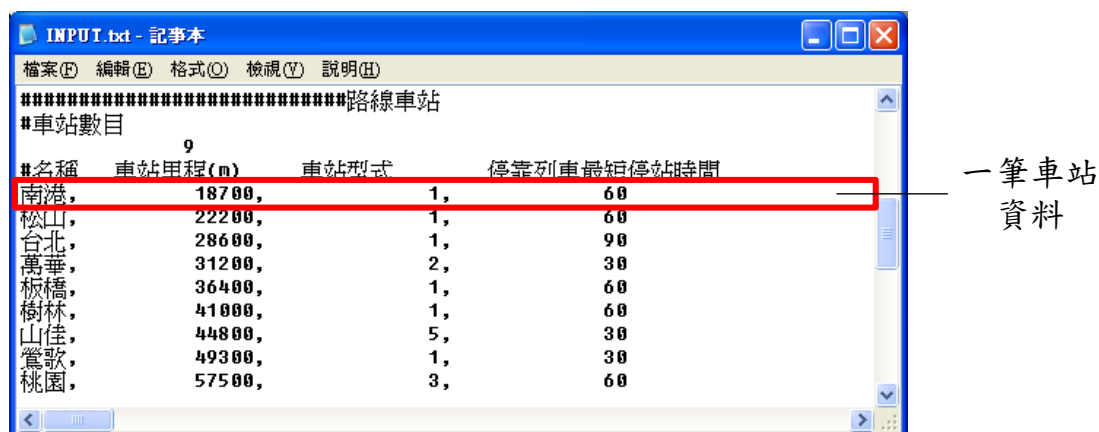 INPUT.txt - 記事本
檔案(F) 編輯(E) 格式(O) 檢視(V) 說明(H)
############################路線車站
#車站數目
9
#名稱 車站里程(m) 車站型式 停靠列車最短停站時間
南港, 18700, 1, 60
松山, 22200, 1, 60
台北, 28600, 1, 90
萬華, 31200, 2, 30
板橋, 36400, 1, 60
樹林, 41000, 1, 60
山佳, 44800, 5, 30
鶯歌, 49300, 1, 30
桃園, 57500, 3, 60
一筆車站
資料